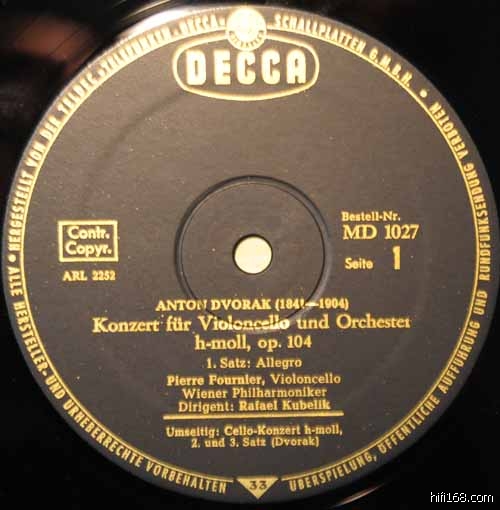 HERGESTELLT VON DER TELDEC »TELEFUNKEN-DECCA« SCHALLPLATTEN G.M.B.H.
DECCA
Contr.
Copyr.
ARL 2252
Bestell-Nr.
MD 1027
Seite 1
ANTON DVORAK (1841—1904)
Konzert für Violoncello und Orchestet
h-moll, op. 104
1. Satz: Allegro
Pierre Fournier, Violoncello
Wiener Philharmoniker
Dirigent: Rafael Kubelik
Umseitig: Cello-Konzert h-moll,
2. und 3. Satz (Dvorak)
ALLE HERSTELLER-UND URHEBERRECHTE VORBEHALTEN
33
ÜBERSPIELUNG, ÖFFENTLICHE AUFFÜHRUNG UND RUNDFUNKSENDUNG VERBOTEN
hifi168.com